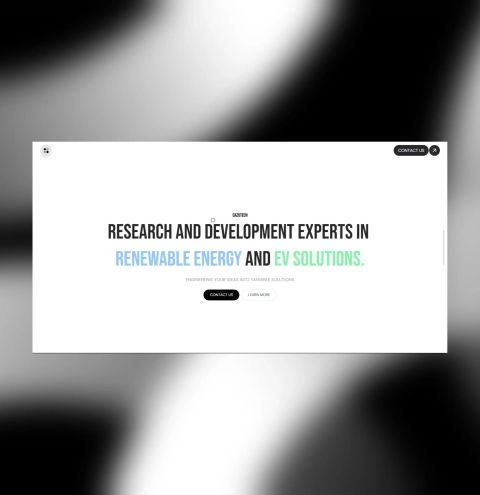 CONTACT US
RESEARCH AND DEVELOPMENT EXPERTS IN
RENEWABLE ENERGY AND EV SOLUTIONS.
ENGINEERING YOUR IDEAS INTO TANGIBLE SOLUTIONS
CONTACT US
LEARN MORE